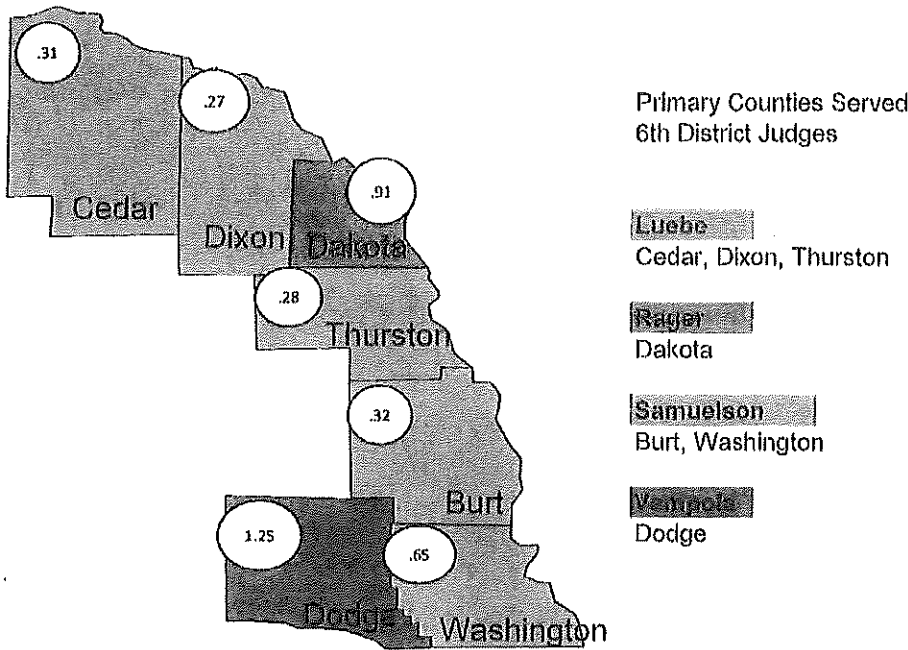 .31
.27
.91
Cedar
Dixon
Dakota
.28
Thurston
.32
Burt
1.25
.65
Dodge
Washington
Primary Counties Served
6th District Judges
Luebe
Cedar, Dixon, Thurston
Rager
Dakota
Samuelson
Burt, Washington
Vampola
Dodge